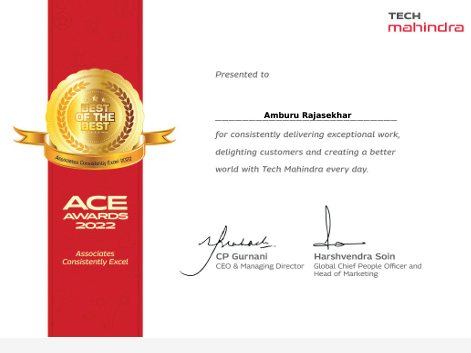 TECH
mahindra
Presented to
Amburu Rajasekhar
for consistently delivering exceptional work,
delighting customers and creating a better
world with Tech Mahindra every day.
BEST
OF THE
BEST
Associates Consistently Excel 2022
ACE
AWARDS
2022
Associates
Consistently Excel
CP Gurnani
CEO & Managing Director
Harshvendra Soin
Global Chief People Officer and
Head of Marketing